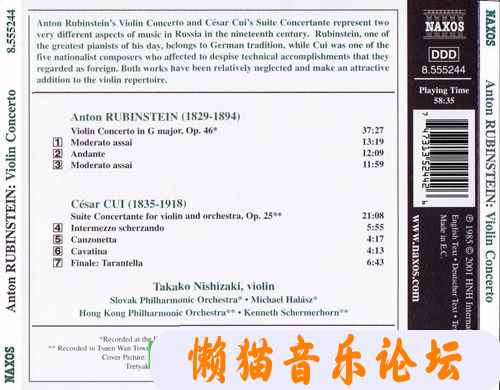 Anton Rubinstein's Violin Concerto and César Cui's Suite Concertante represent two
very different aspects of music in Russia in the nineteenth century. Rubinstein, one
of the greatest pianists of his day, belongs to German tradition, while Cui was one of the
five nationalist composers who affected to despise technical accomplishments that they
regarded as foreign. Both works have been relatively neglected and make an attractive
addition to the violin repertoire.
Anton RUBINSTEIN (1829-1894)
Violin Concerto in G major, Op. 46* 37:27
1 Moderato assai 13:19
2 Andante 12:09
3 Moderato assai 11:59
César CUI (1835-1918)
Suite Concertante for violin and orchestra, Op. 25** 21:08
4 Intermezzo scherzando 5:55
5 Canzonetta 4:17
6 Cavatina 4:13
7 Finale: Tarantella 6:43
Takako Nishizaki, violin
Slovak Philharmonic Orchestra* • Michael Halász*
Hong Kong Philharmonic Orchestra** • Kenneth Schermerhorn**
*Recorded at the
** Recorded in Tsuen Wan Town
Cover Picture:
Tretyak
8.555244
Anton RUBINSTEIN: Violin Concerto
NAXOS
NAXOS
DDD
8.555244
Playing Time
58:35
7 47313 52442 4
℗ 1985 © 2001 HNH Internat
English Text • Deutscher Text •
Made in E.C.
www.naxos.com
8.555244
Anton RUBINSTEIN: Violin Concerto
NAXOS
懒猫音乐论坛